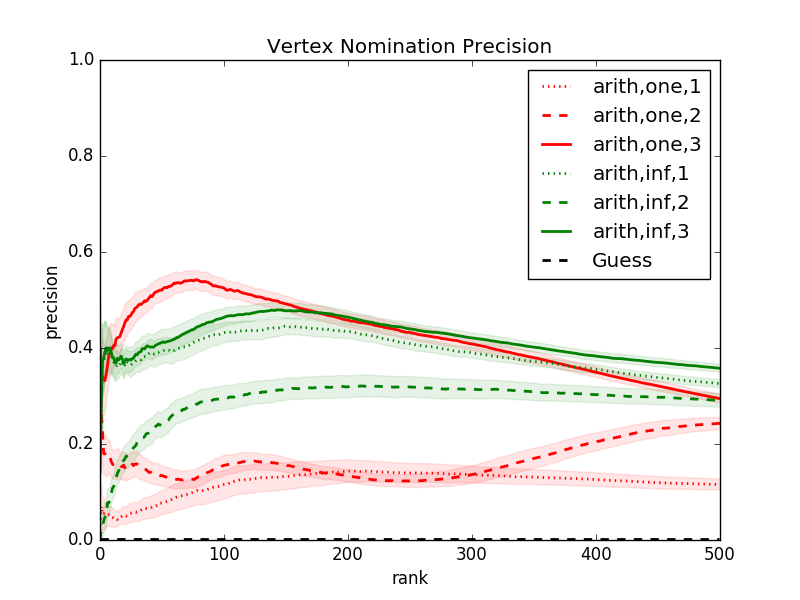 Vertex Nomination Precision
1.0
0.8
0.6
0.4
0.2
0.0
precision
0
100
200
300
400
500
rank
arith,one,1
arith,one,2
arith,one,3
arith,inf,1
arith,inf,2
arith,inf,3
Guess